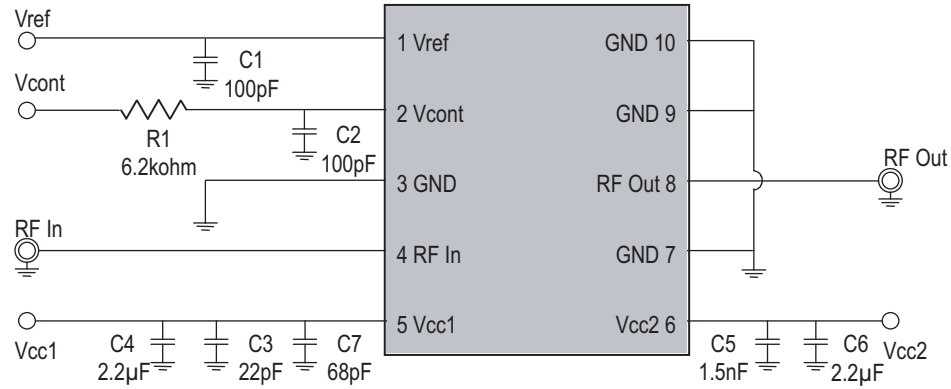 Vref
1 Vref
GND 10
C1
100pF
Vcont
2 Vcont
GND 9
R1
6.2kohm
C2
100pF
3 GND
RF Out 8
RF Out
RF In
4 RF In
GND 7
5 Vcc1
Vcc2 6
Vcc1
C4
2.2µF
C3
22pF
C7
68pF
C5
1.5nF
C6
2.2µF
Vcc2